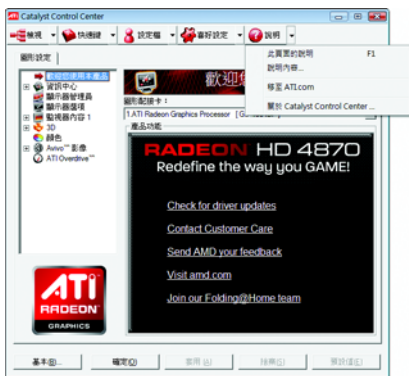 Catalyst Control Center
檢視 快速鍵 設定檔 喜好設定 說明
此頁面的說明 F1
說明內容...
移至 ATI.com
關於 Catalyst Control Center ...
圖形設定
歡迎您使用本產品
資訊中心
顯示器管理員
顯示器選項
監視器內容 1
3D
顏色
Avivo™ 影像
ATI Overdrive™
歡迎
圖形配接卡：
1.ATI Radeon Graphics Processor
產品功能
RADEON HD 4870
Redefine the way you GAME!
Check for driver updates
Contact Customer Care
Send AMD your feedback
Visit amd.com
Join our Folding@Home team
ATI
RADEON
GRAPHICS
基本(B)... 確定(O) 套用(A) 預設值(E)